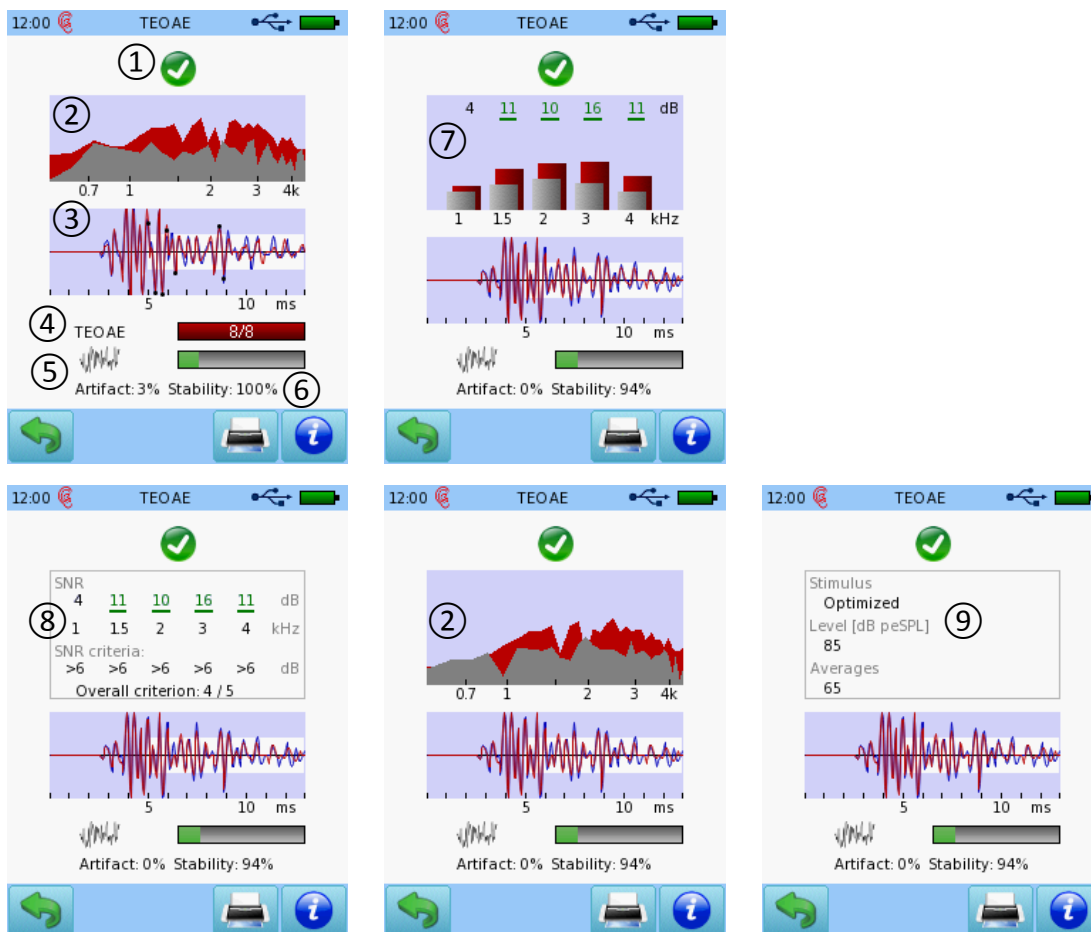 12:00 TEOAE
①
②
0.7 1 2 3 4k
③
5 10 ms
④ TEOAE 8/8
⑤
Artifact: 3% Stability: 100% ⑥
i
12:00 TEOAE
4 11 10 16 11 dB
⑦
1 1.5 2 3 4 kHz
5 10 ms
Artifact: 0% Stability: 94%
i
12:00 TEOAE
SNR
4 11 10 16 11 dB
⑧
1 1.5 2 3 4 kHz
SNR criteria:
>6 >6 >6 >6 >6 dB
Overall criterion: 4 / 5
5 10 ms
Artifact: 0% Stability: 94%
i
12:00 TEOAE
②
0.7 1 2 3 4k
5 10 ms
Artifact: 0% Stability: 94%
i
12:00 TEOAE
Stimulus
Optimized
Level [dB peSPL] ⑨
85
Averages
65
5 10 ms
Artifact: 0% Stability: 94%
i